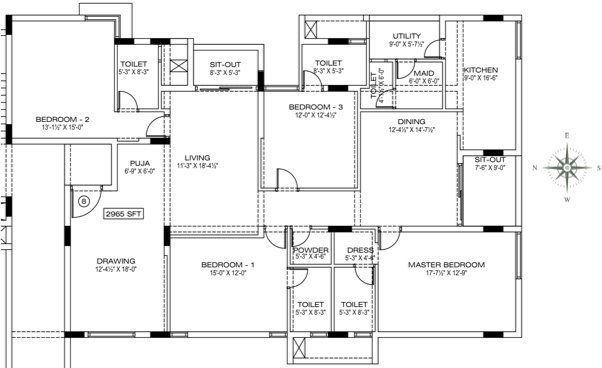 UTILITY
9'-0" X 5'-7½"
TOILET
5'-3" X 8'-3"
SIT-OUT
8'-3" X 5'-3"
TOILET
8'-3" X 5'-3"
TOILET
4'-1½" X 6'-0"
MAID
6'-0" X 6'-0"
KITCHEN
9'-0" X 16'-6"
BEDROOM - 2
13'-1½" X 15'-0"
BEDROOM - 3
12'-0" X 12'-4½"
DINING
12'-4½" X 14'-7½"
PUJA
6'-9" X 6'-0"
LIVING
11'-3" X 18'-4½"
SIT-OUT
7'-6" X 9'-0"
E
N
S
W
8
2965 SFT
DRAWING
12'-4½" X 18'-0"
BEDROOM - 1
15'-0" X 12'-0"
POWDER
5'-3" X 4'-6"
DRESS
5'-3" X 4'-6"
MASTER BEDROOM
17'-7½" X 12'-9"
TOILET
5'-3" X 8'-3"
TOILET
5'-3" X 8'-3"